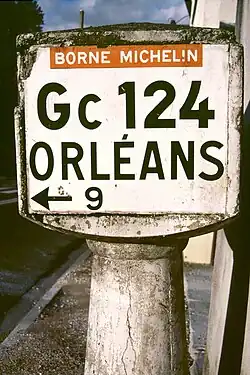 BORNE MICHELIN
Gc 124
ORLÉANS
← 9